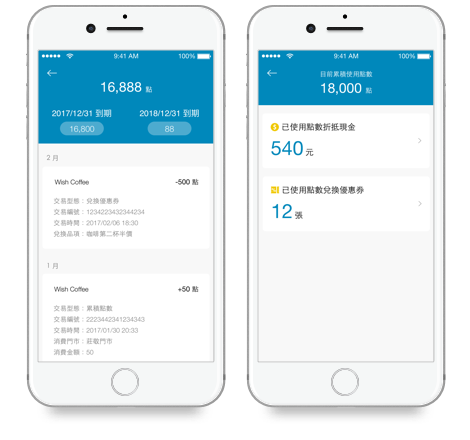 9:41 AM
100%
16,888 點
2017/12/31 到期
2018/12/31 到期
16,800
88
2 月
Wish Coffee
-500 點
交易型態：兌換優惠券
交易編號：1234223432344234
交易時間：2017/02/06 18:30
兌換品項：咖啡第二杯半價
1 月
Wish Coffee
+50 點
交易型態：累積點數
交易編號：2223442341234343
交易時間：2017/01/30 20:33
消費門市：莊敬門市
消費金額：50
9:41 AM
100%
目前累積使用點數
18,000 點
已使用點數折抵現金
540 元
已使用點數兌換優惠券
12 張